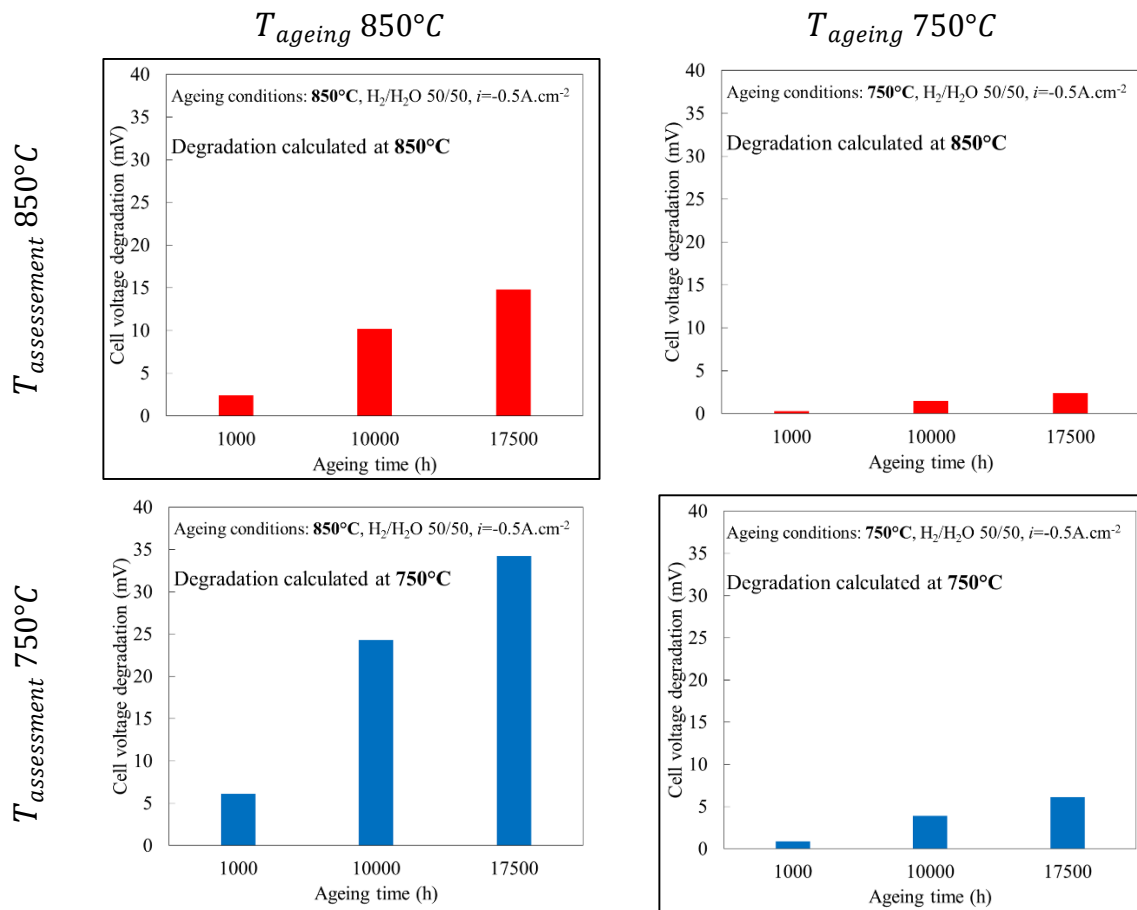 T_ageing 850°C
T_ageing 750°C
T_assessement 850°C
Cell voltage degradation (mV)
40
35
30
25
20
15
10
5
0
Ageing conditions: 850°C, H₂/H₂O 50/50, i=-0.5A.cm⁻²
Degradation calculated at 850°C
1000 10000 17500
Ageing time (h)
Cell voltage degradation (mV)
40
35
30
25
20
15
10
5
0
Ageing conditions: 750°C, H₂/H₂O 50/50, i=-0.5A.cm⁻²
Degradation calculated at 850°C
1000 10000 17500
Ageing time (h)
T_assessment 750°C
Cell voltage degradation (mV)
40
35
30
25
20
15
10
5
0
Ageing conditions: 850°C, H₂/H₂O 50/50, i=-0.5A.cm⁻²
Degradation calculated at 750°C
1000 10000 17500
Ageing time (h)
Cell voltage degradation (mV)
40
35
30
25
20
15
10
5
0
Ageing conditions: 750°C, H₂/H₂O 50/50, i=-0.5A.cm⁻²
Degradation calculated at 750°C
1000 10000 17500
Ageing time (h)